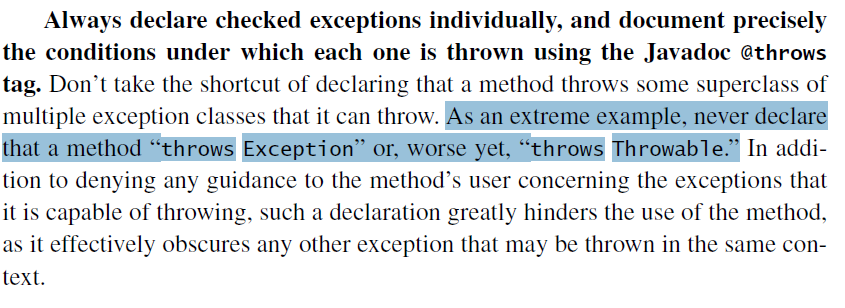 Always declare checked exceptions individually, and document precisely
the conditions under which each one is thrown using the Javadoc @throws
tag. Don’t take the shortcut of declaring that a method throws some superclass of
multiple exception classes that it can throw. As an extreme example, never declare
that a method “throws Exception” or, worse yet, “throws Throwable.” In addi-
tion to denying any guidance to the method’s user concerning the exceptions that
it is capable of throwing, such a declaration greatly hinders the use of the method,
as it effectively obscures any other exception that may be thrown in the same con-
text.